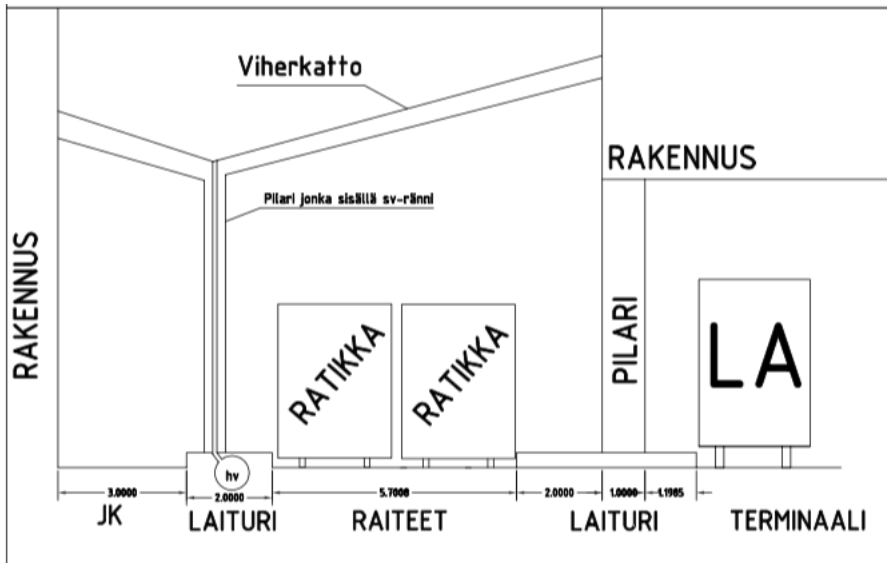 Viherkatto
RAKENNUS
Pilari jonka sisällä sv-ränni
RAKENNUS
RATIKKA
RATIKKA
PILARI
LA
hv
3.0000
2.0000
5.7000
2.0000
1.0000
1.1985
JK
LAITURI
RAITEET
LAITURI
TERMINAALI